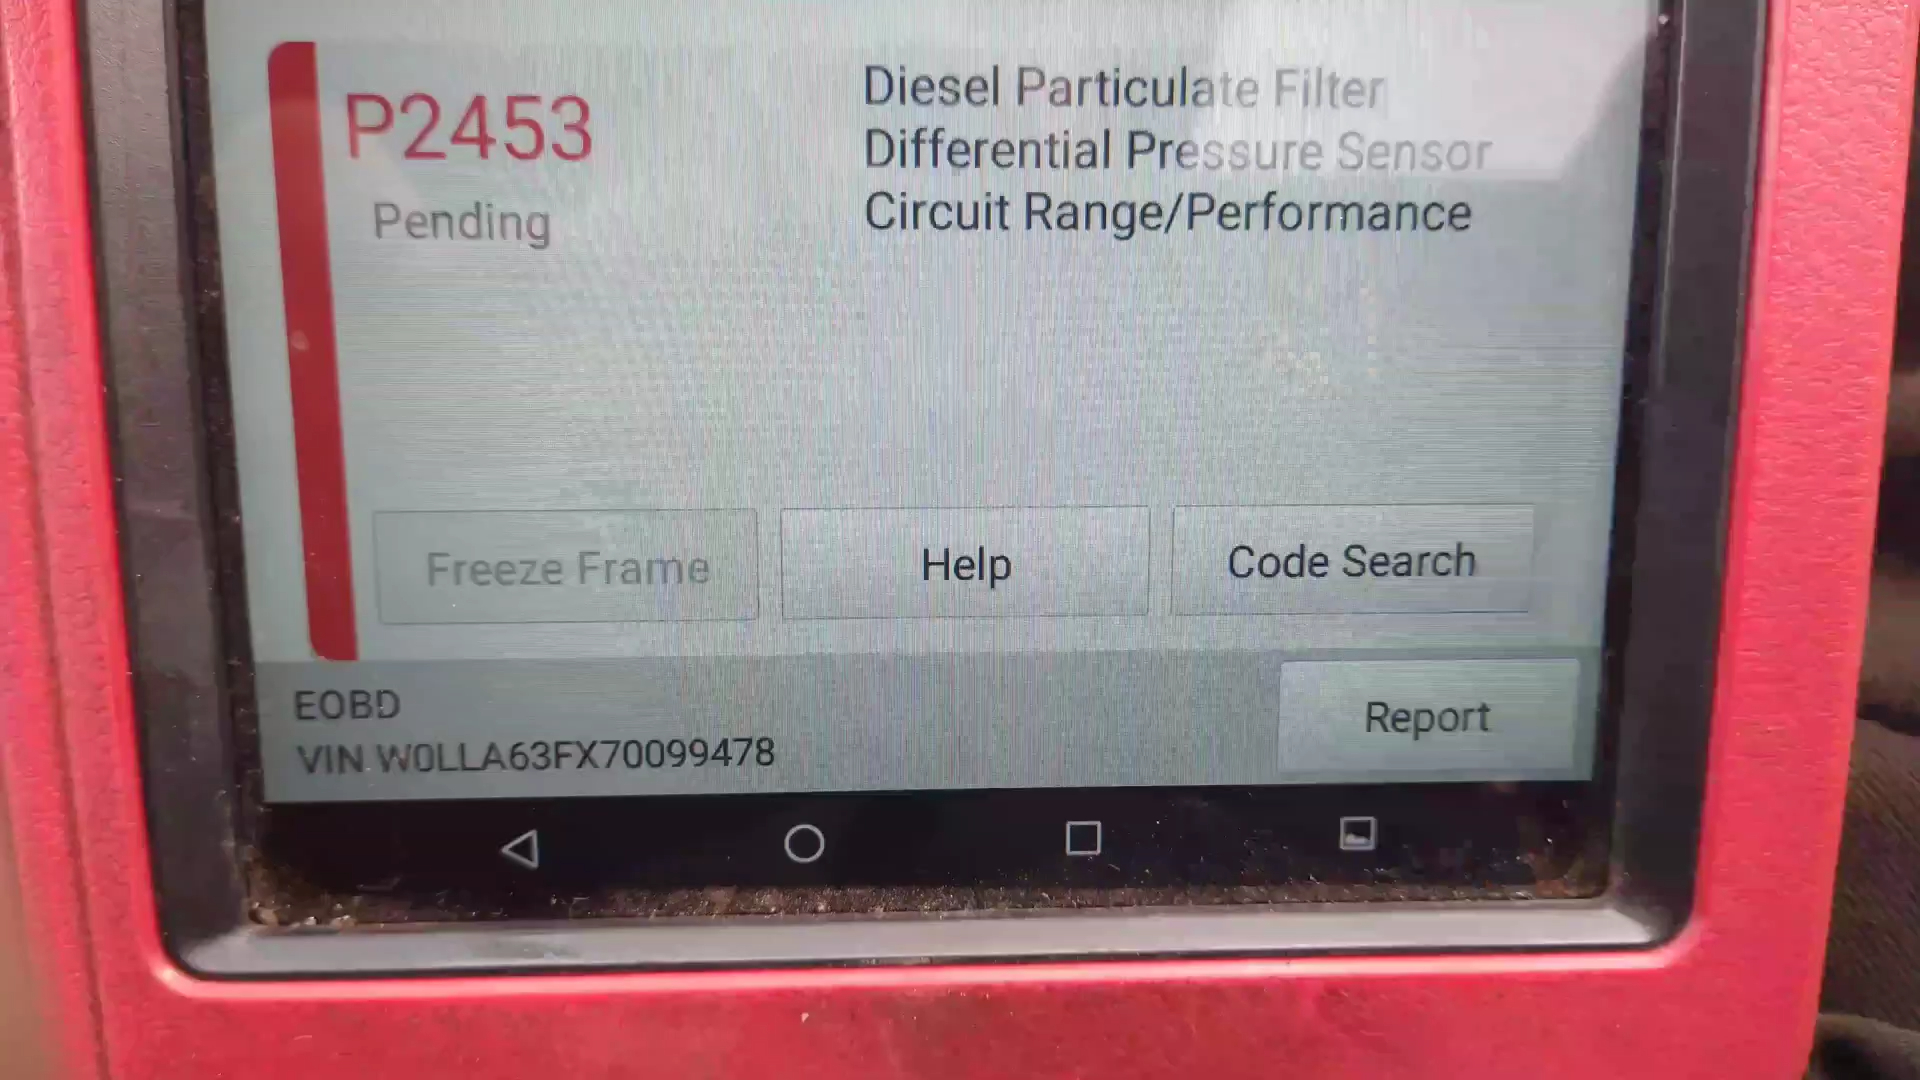 P2453
Pending
Diesel Particulate Filter
Differential Pressure Sensor
Circuit Range/Performance
Freeze Frame
Help
Code Search
EOBD
VIN W0LLA63FX70099478
Report